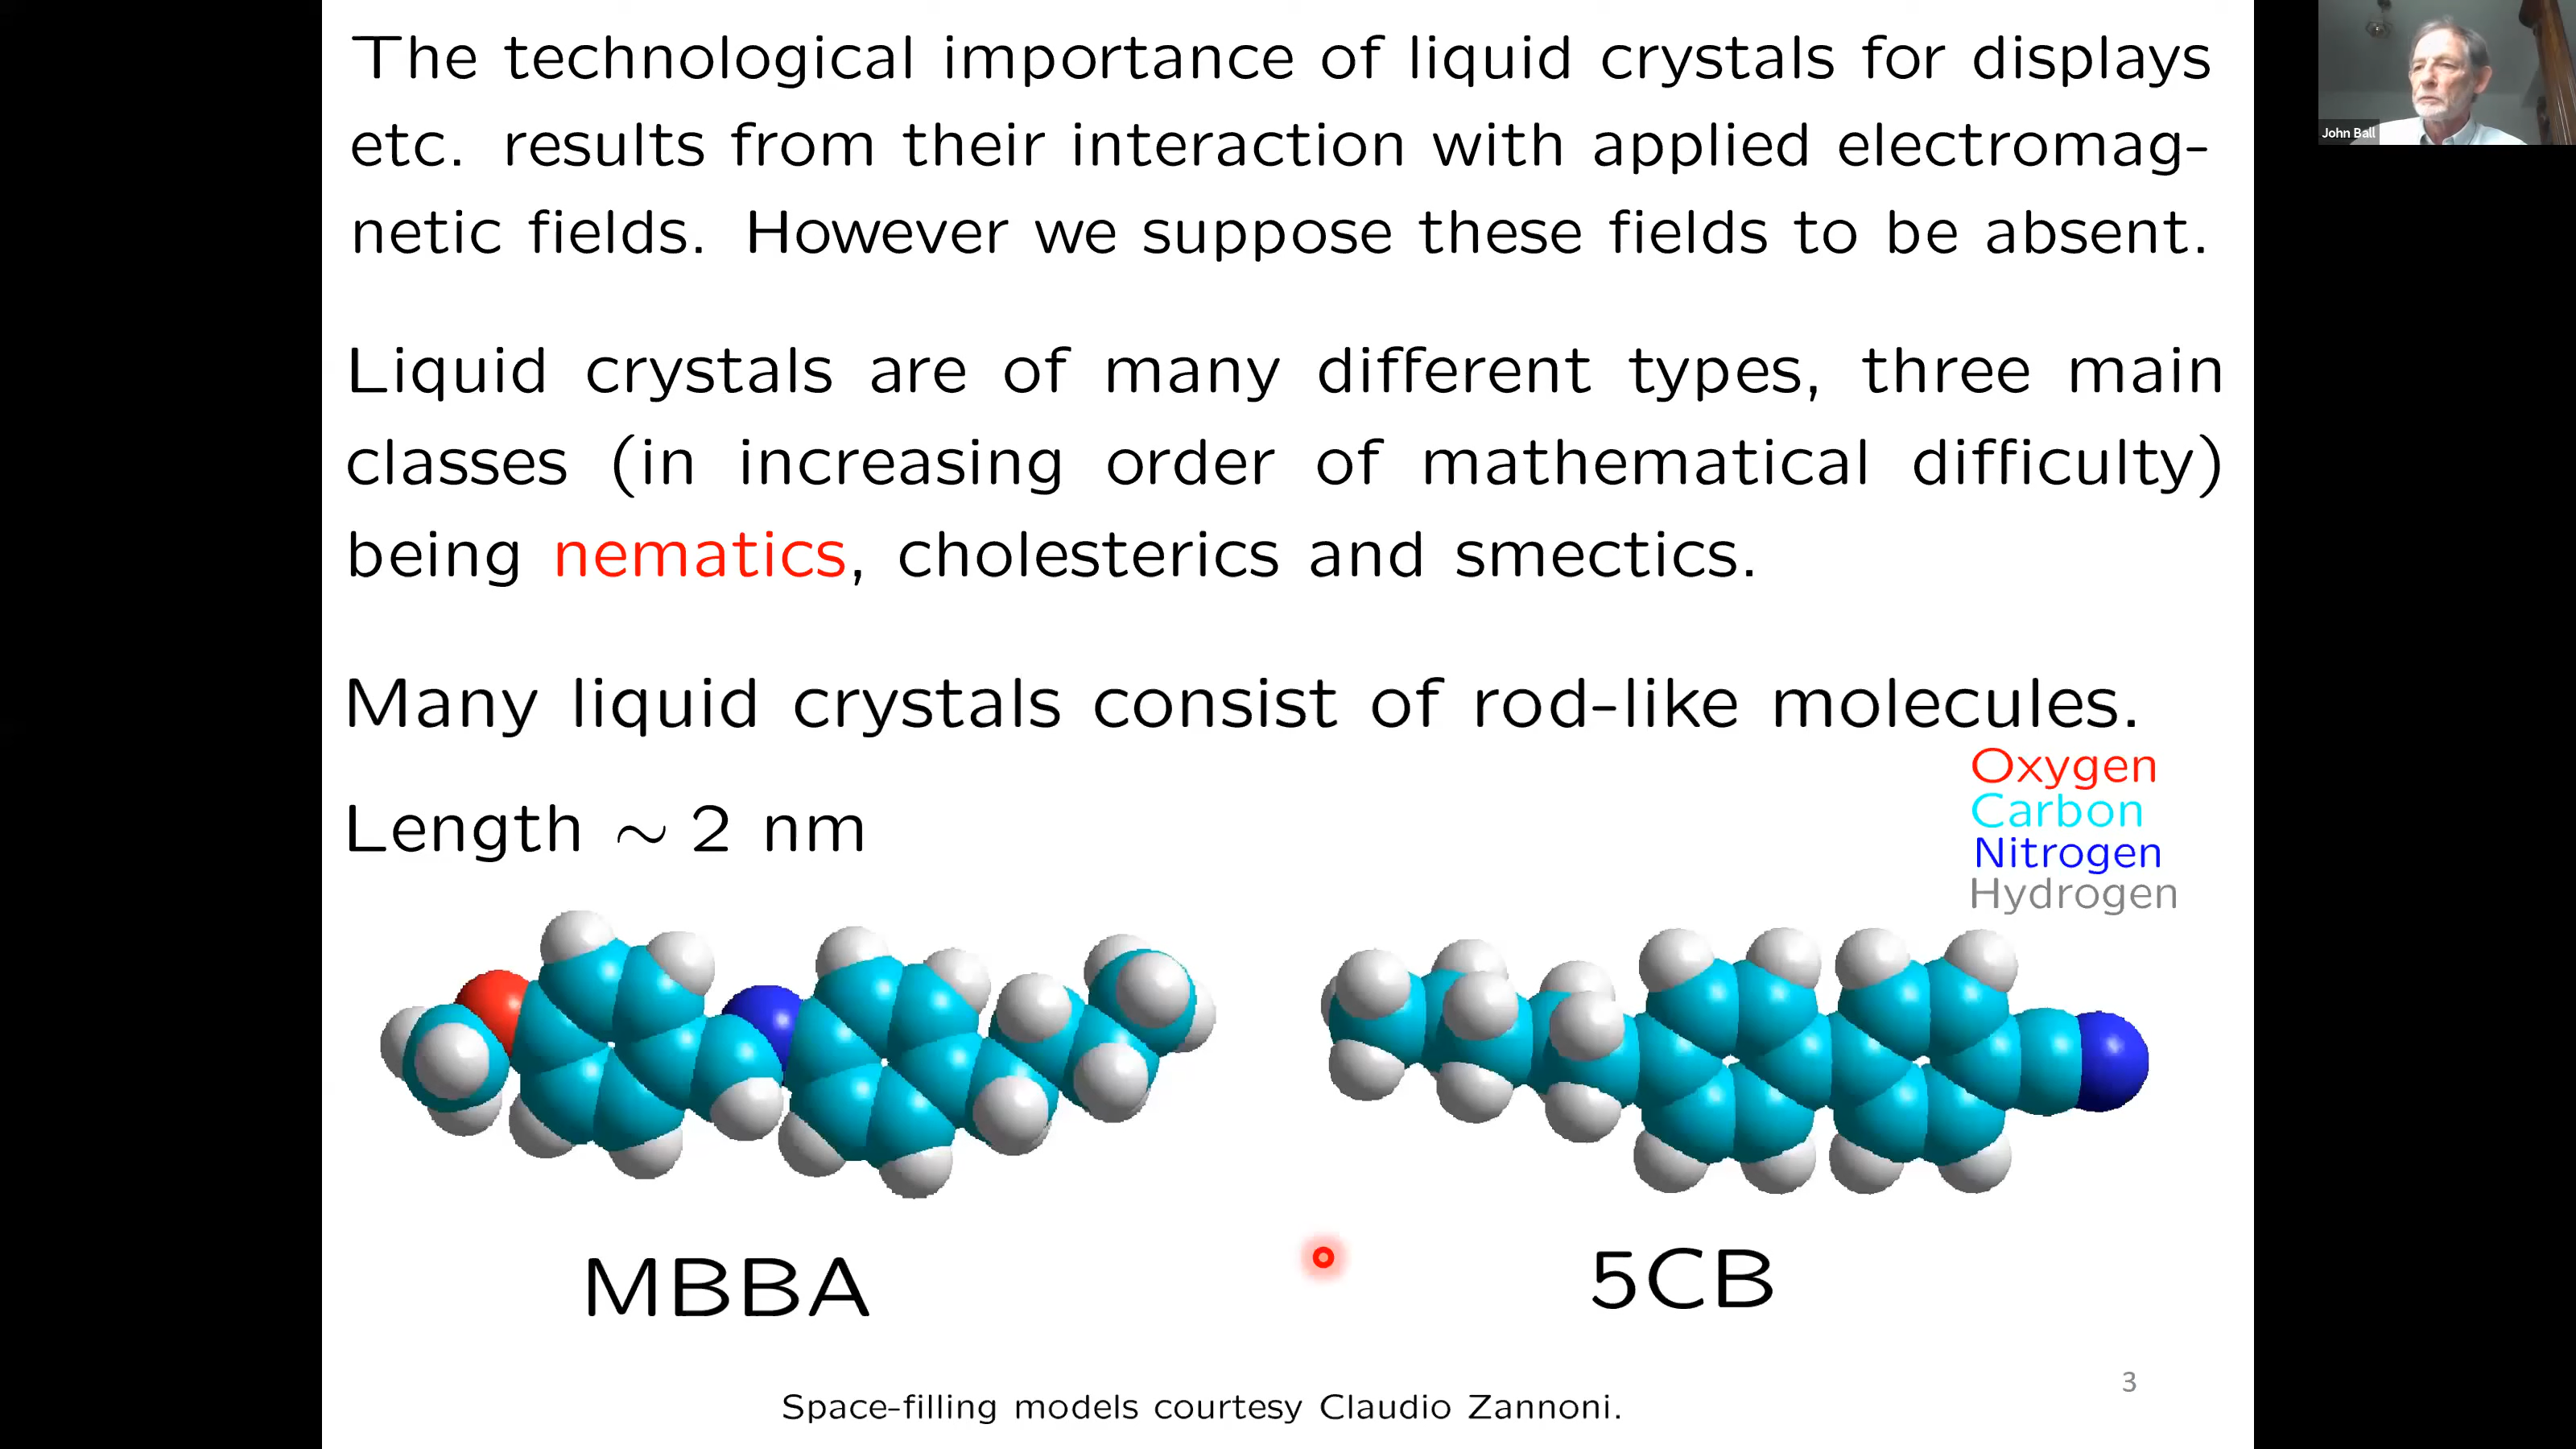 The technological importance of liquid crystals for displays
etc. results from their interaction with applied electromag-
netic fields. However we suppose these fields to be absent.
Liquid crystals are of many different types, three main
classes (in increasing order of mathematical difficulty)
being nematics, cholesterics and smectics.
Many liquid crystals consist of rod-like molecules.
Length ~ 2 nm
Oxygen
Carbon
Nitrogen
Hydrogen
MBBA
5CB
Space-filling models courtesy Claudio Zannoni.
3
John Ball